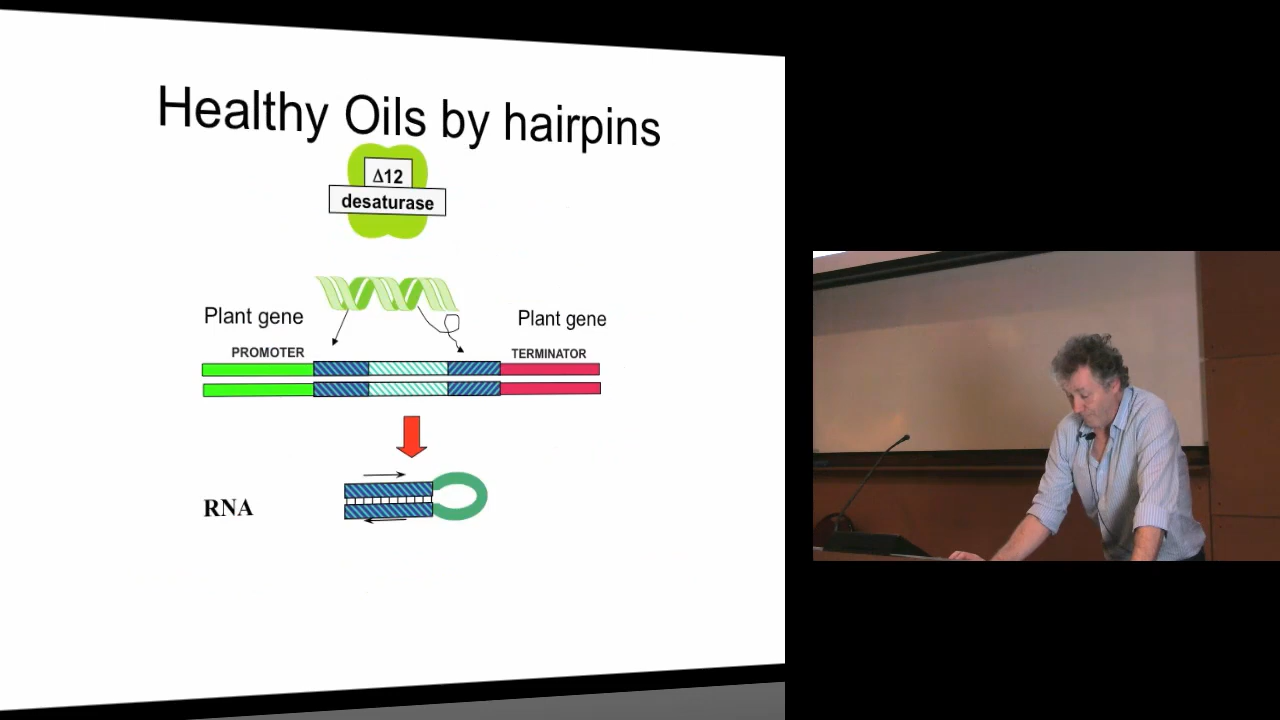 Healthy Oils by hairpins
Δ12
desaturase
Plant gene
Plant gene
PROMOTER
TERMINATOR
RNA